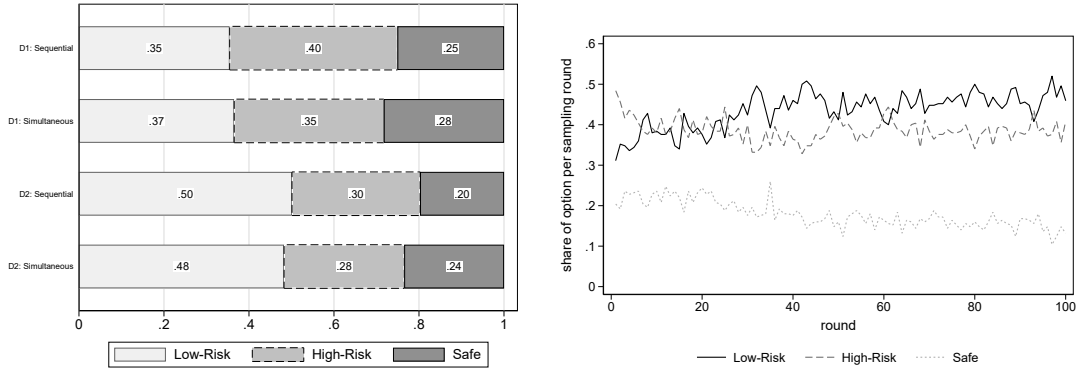 D1: Sequential
.35 .40 .25
D1: Simultaneous
.37 .35 .28
D2: Sequential
.50 .30 .20
D2: Simultaneous
.48 .28 .24
0 .2 .4 .6 .8 1
Low-Risk High-Risk Safe
share of option per sampling round
.6
.5
.4
.3
.2
.1
0
0 20 40 60 80 100
round
Low-Risk High-Risk Safe